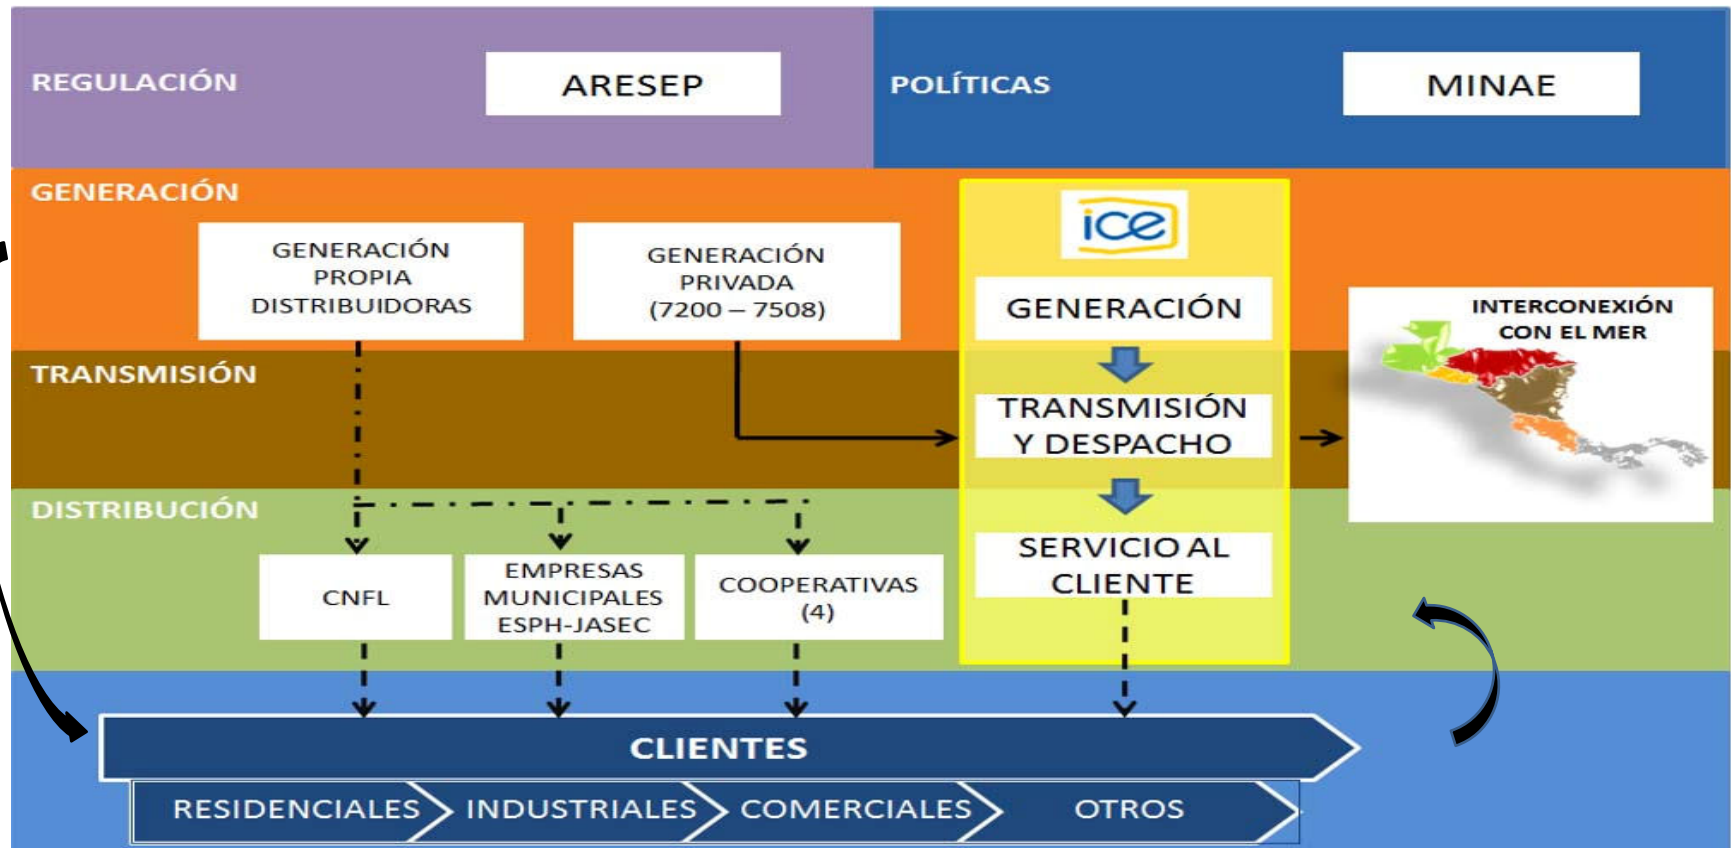 REGULACIÓN
ARESEP
POLÍTICAS
MINAE
GENERACIÓN
GENERACIÓN
PROPIA
DISTRIBUIDORAS
GENERACIÓN
PRIVADA
(7200 – 7508)
ice
GENERACIÓN
INTERCONEXIÓN
CON EL MER
TRANSMISIÓN
TRANSMISIÓN
Y DESPACHO
DISTRIBUCIÓN
CNFL
EMPRESAS
MUNICIPALES
ESPH-JASEC
COOPERATIVAS
(4)
SERVICIO AL
CLIENTE
CLIENTES
RESIDENCIALES
INDUSTRIALES
COMERCIALES
OTROS